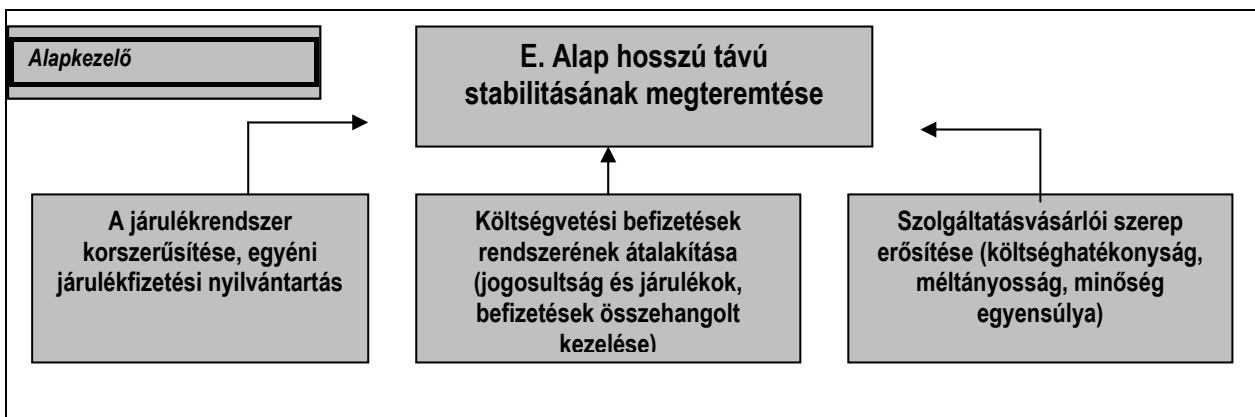 Alapkezelő
E. Alap hosszú távú
stabilitásának megteremtése
A járulékrendszer
korszerűsítése, egyéni
járulékfizetési nyilvántartás
Költségvetési befizetések
rendszerének átalakítása
(jogosultság és járulékok,
befizetések összehangolt
kezelése)
Szolgáltatásvásárlói szerep
erősítése (költséghatékonyság,
méltányosság, minőség
egyensúlya)